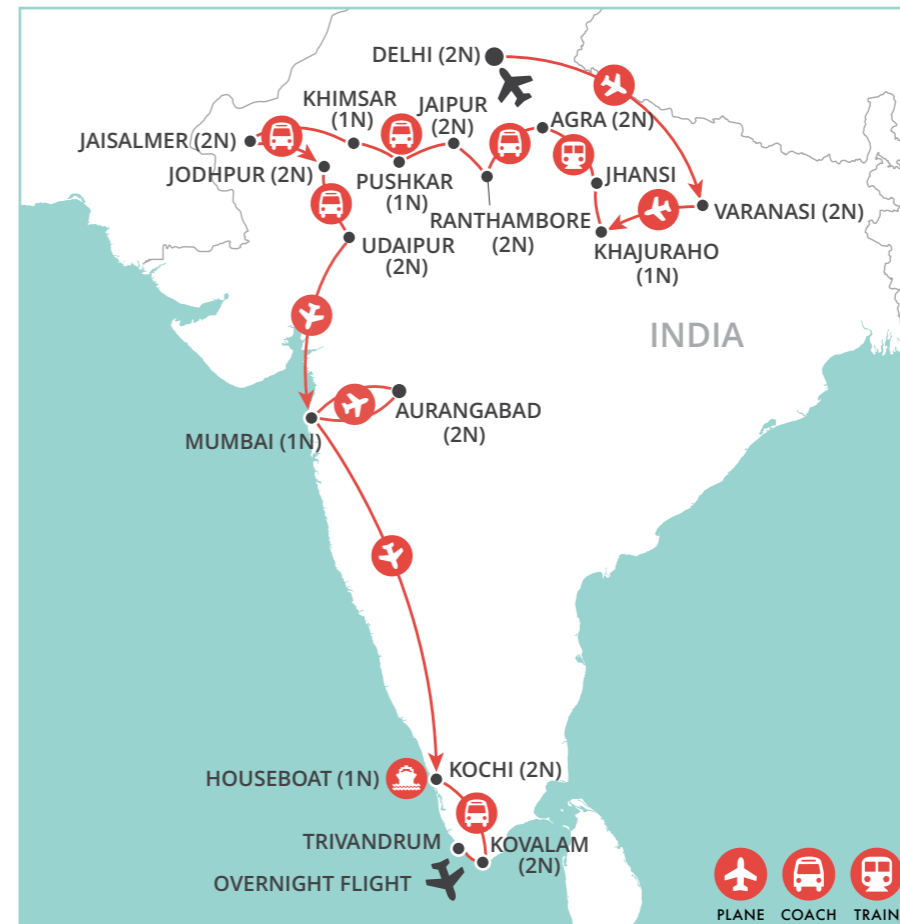 DELHI (2N)
KHIMSAR
(1N)
JAIPUR
(2N)
AGRA (2N)
JAISALMER (2N)
JODHPUR (2N)
PUSHKAR
(1N)
JHANSI
RANTHAMBORE
(2N)
VARANASI (2N)
UDAIPUR
(2N)
KHAJURAHO
(1N)
INDIA
AURANGABAD
(2N)
MUMBAI (1N)
HOUSEBOAT (1N)
KOCHI (2N)
TRIVANDRUM
KOVALAM
(2N)
OVERNIGHT FLIGHT
PLANE COACH TRAIN